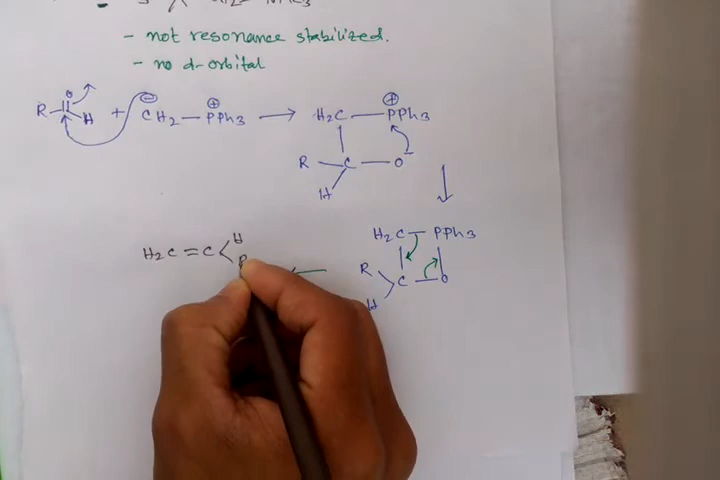 - not resonance stabilized.
- no d-orbital
R - C H + CH2 - PPh3 → H2C - PPh3
R - C - O
H
H2C - PPh3
H2C = C H R
R C - O
H